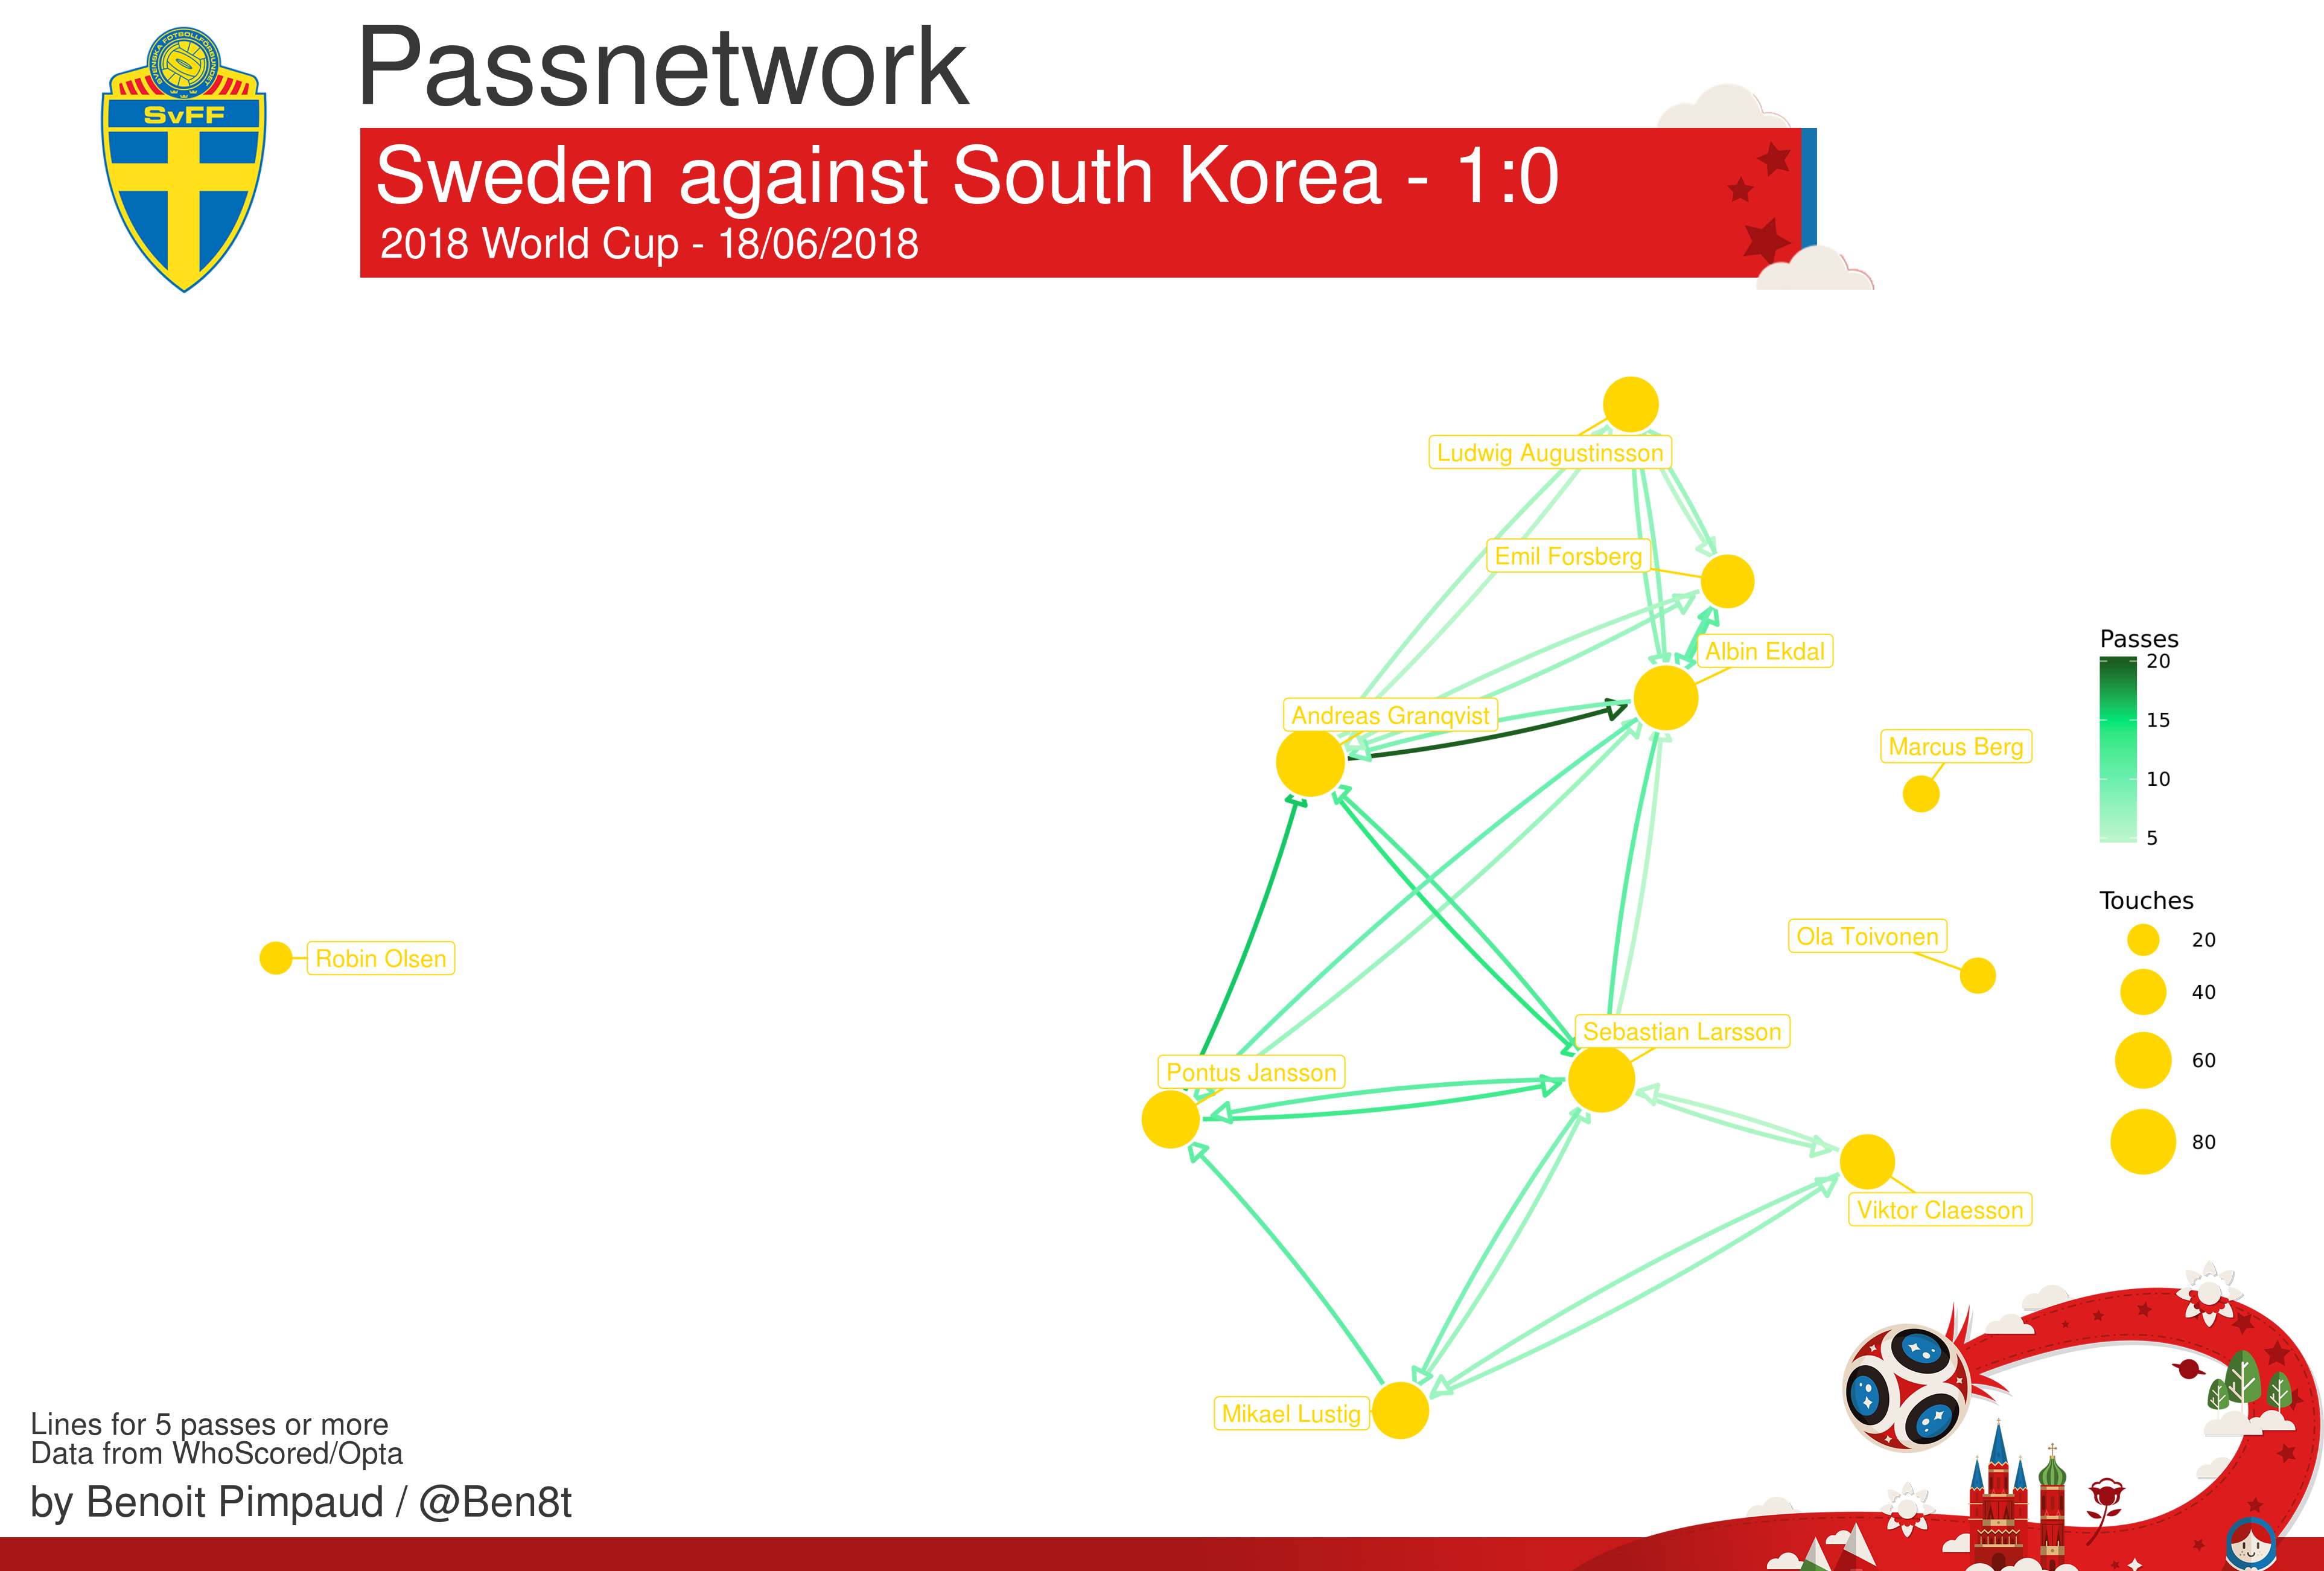 SVENSKA FOTBOLLFÖRBUNDET
SvFF
Passnetwork
Sweden against South Korea - 1:0
2018 World Cup - 18/06/2018
Ludwig Augustinsson
Emil Forsberg
Albin Ekdal
Andreas Granqvist
Marcus Berg
Ola Toivonen
Robin Olsen
Sebastian Larsson
Pontus Jansson
Viktor Claesson
Mikael Lustig
Passes
20
15
10
5
Touches
20
40
60
80
Lines for 5 passes or more
Data from WhoScored/Opta
by Benoit Pimpaud / @Ben8t